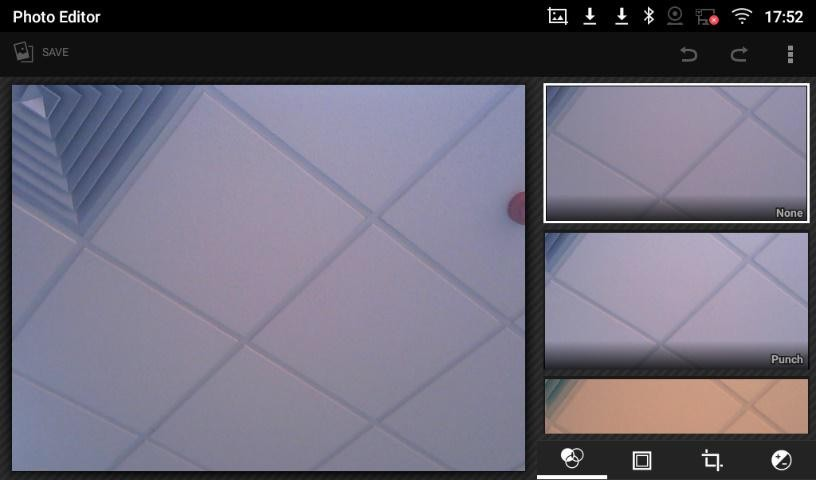 Photo Editor
17:52
SAVE
None
Punch